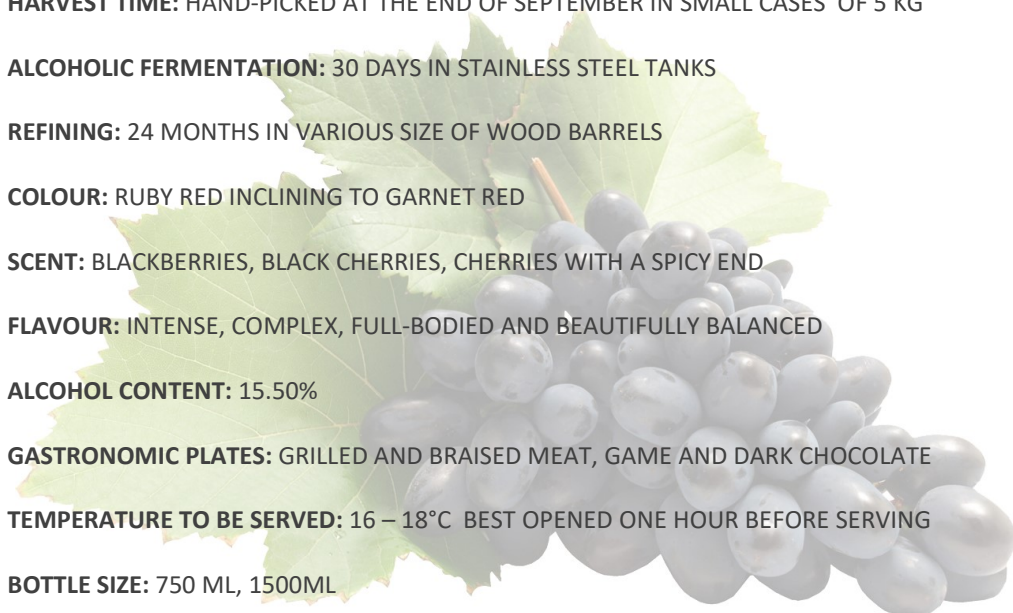 HARVEST TIME: HAND-PICKED AT THE END OF SEPTEMBER IN SMALL CASES OF 5 KG
ALCOHOLIC FERMENTATION: 30 DAYS IN STAINLESS STEEL TANKS
REFINING: 24 MONTHS IN VARIOUS SIZE OF WOOD BARRELS
COLOUR: RUBY RED INCLINING TO GARNET RED
SCENT: BLACKBERRIES, BLACK CHERRIES, CHERRIES WITH A SPICY END
FLAVOUR: INTENSE, COMPLEX, FULL-BODIED AND BEAUTIFULLY BALANCED
ALCOHOL CONTENT: 15.50%
GASTRONOMIC PLATES: GRILLED AND BRAISED MEAT, GAME AND DARK CHOCOLATE
TEMPERATURE TO BE SERVED: 16 – 18°C BEST OPENED ONE HOUR BEFORE SERVING
BOTTLE SIZE: 750 ML, 1500ML